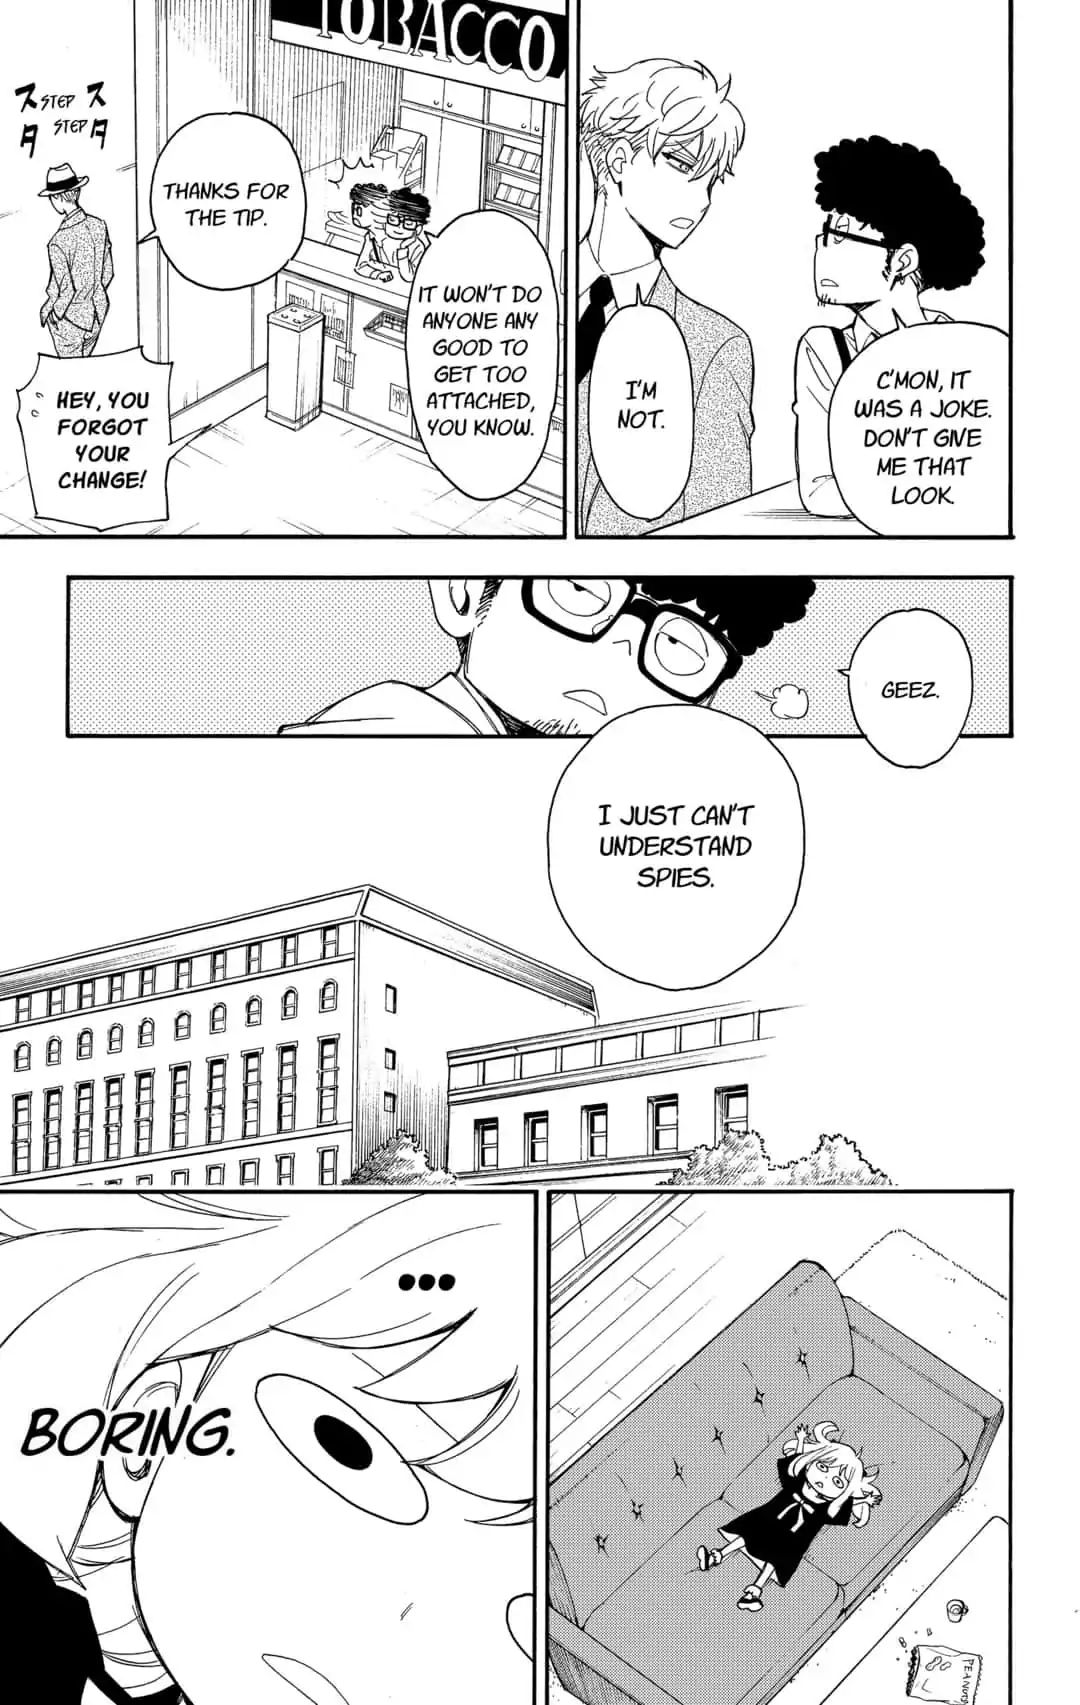 C'MON, IT
WAS A JOKE.
DON'T GIVE
ME THAT
LOOK.
I'M
NOT.
TOBACCO
IT WON'T DO
ANYONE ANY
GOOD TO
GET TOO
ATTACHED,
YOU KNOW.
THANKS FOR
THE TIP.
スタ STEP
スタ STEP
HEY, YOU
FORGOT
YOUR
CHANGE!
GEEZ.
I JUST CAN'T
UNDERSTAND
SPIES.
PEANUTS
...
BORING.